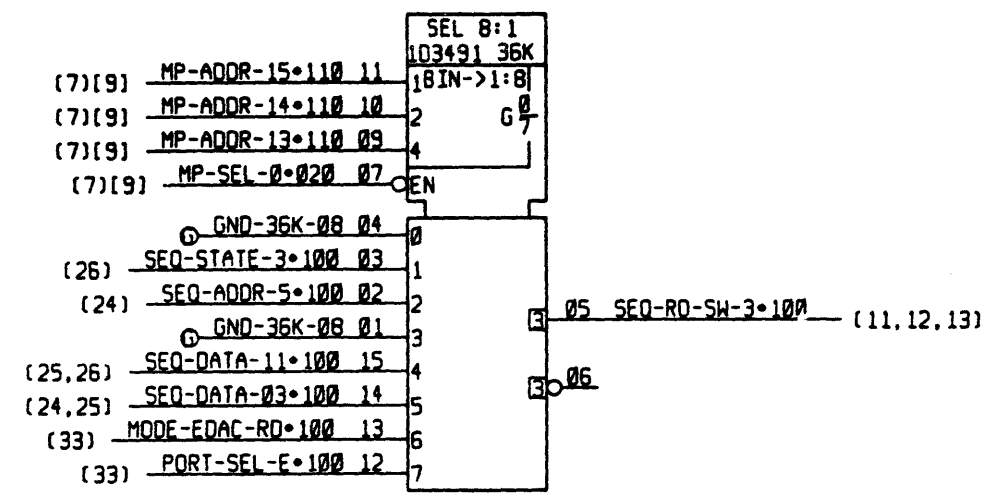 SEL 8:1
103491 36K
(7)[9] MP-ADDR-15•110 11 1 BIN->1:8
(7)[9] MP-ADDR-14•110 10 2 G 0/7
(7)[9] MP-ADDR-13•110 09 4
(7)[9] MP-SEL-0•020 07 EN
G GND-36K-08 04 0
(26) SEQ-STATE-3•100 03 1
(24) SEQ-ADDR-5•100 02 2
3 05 SEQ-RD-SW-3•100 (11,12,13)
G GND-36K-08 01 3
(25,26) SEQ-DATA-11•100 15 4
3 06
(24,25) SEQ-DATA-03•100 14 5
(33) MODE-EDAC-RD•100 13 6
(33) PORT-SEL-E•100 12 7